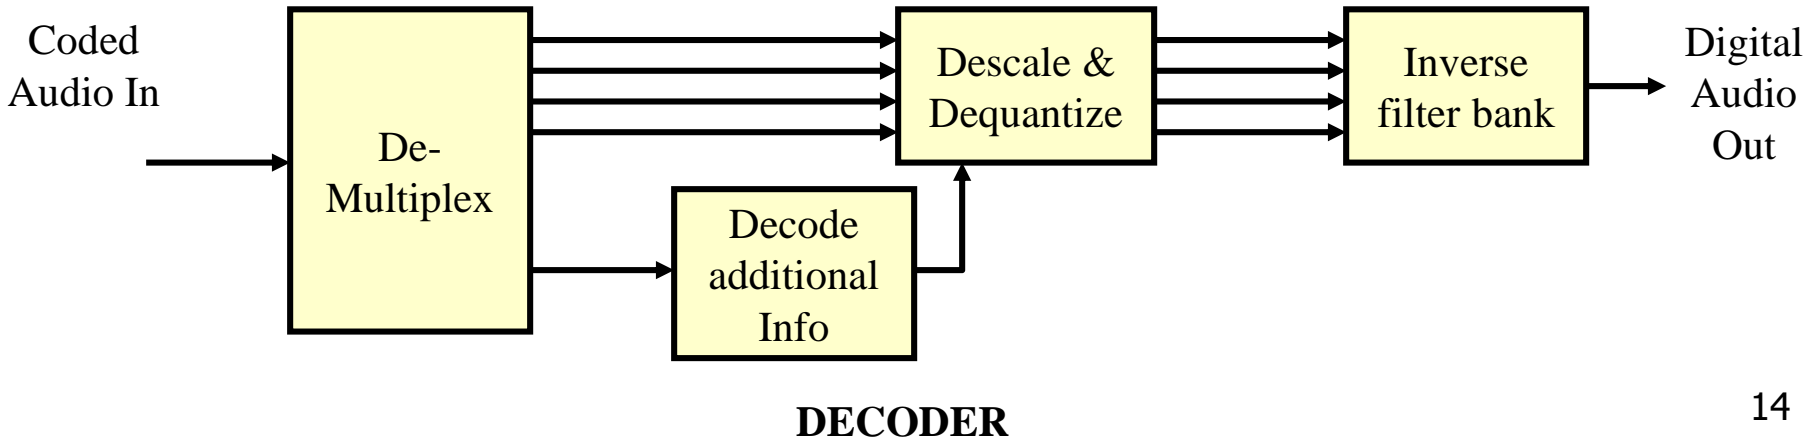 Coded
Audio In
De-
Multiplex
Decode
additional
Info
Descale &
Dequantize
Inverse
filter bank
Digital
Audio
Out
DECODER
14